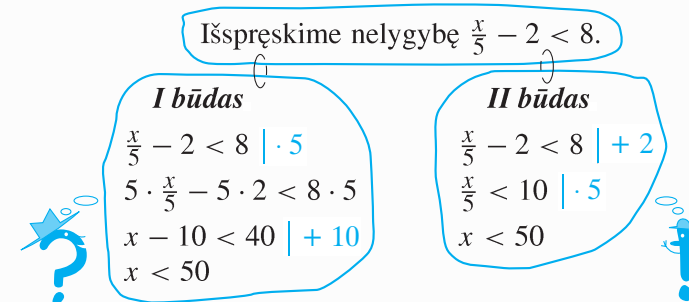 Išspręskime nelygybę x/5 − 2 < 8.
I būdas
x/5 − 2 < 8 | · 5
5 · x/5 − 5 · 2 < 8 · 5
x − 10 < 40 | + 10
x < 50
II būdas
x/5 − 2 < 8 | + 2
x/5 < 10 | · 5
x < 50